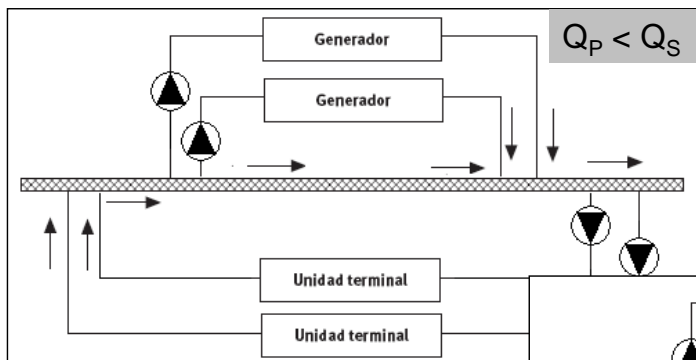 Generador
Q_P < Q_S
Generador
Unidad terminal
Unidad terminal